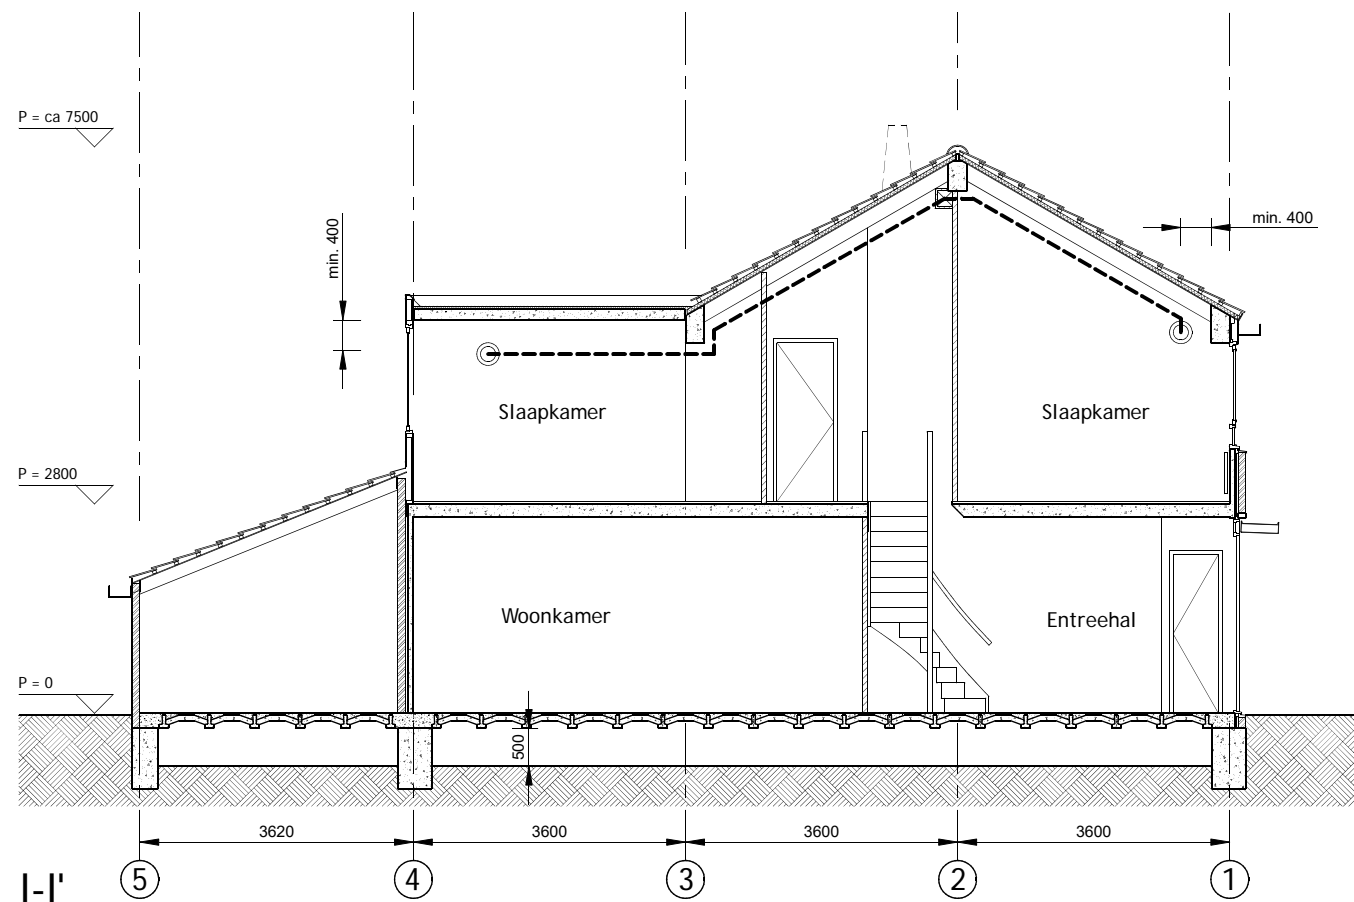 P = ca 7500
min. 400
min. 400
Slaapkamer
Slaapkamer
P = 2800
Woonkamer
Entreehal
P = 0
500
3620
3600
3600
3600
5
4
3
2
1
I-I'